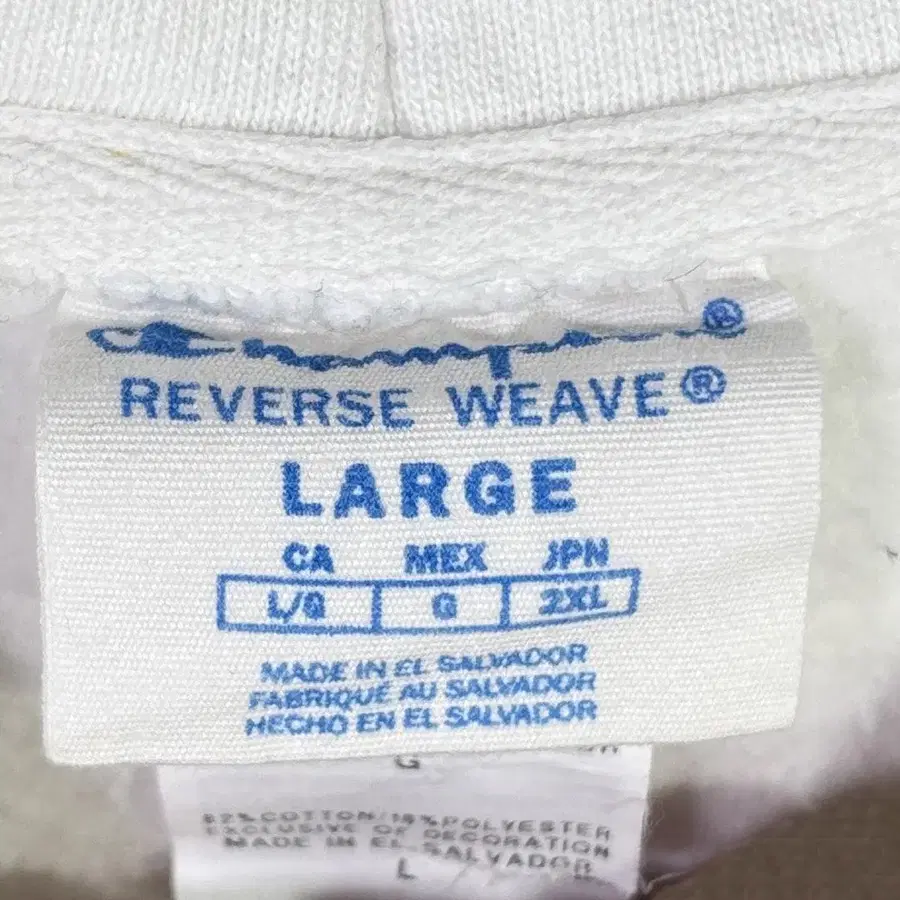 Champion®
REVERSE WEAVE®
LARGE
CA MEX JPN
L/G G 2XL
MADE IN EL SALVADOR
FABRIQUÉ AU SALVADOR
HECHO EN EL SALVADOR
G
82% COTTON/18% POLYESTER
EXCLUSIVE OF DECORATION
MADE IN EL SALVADOR
L